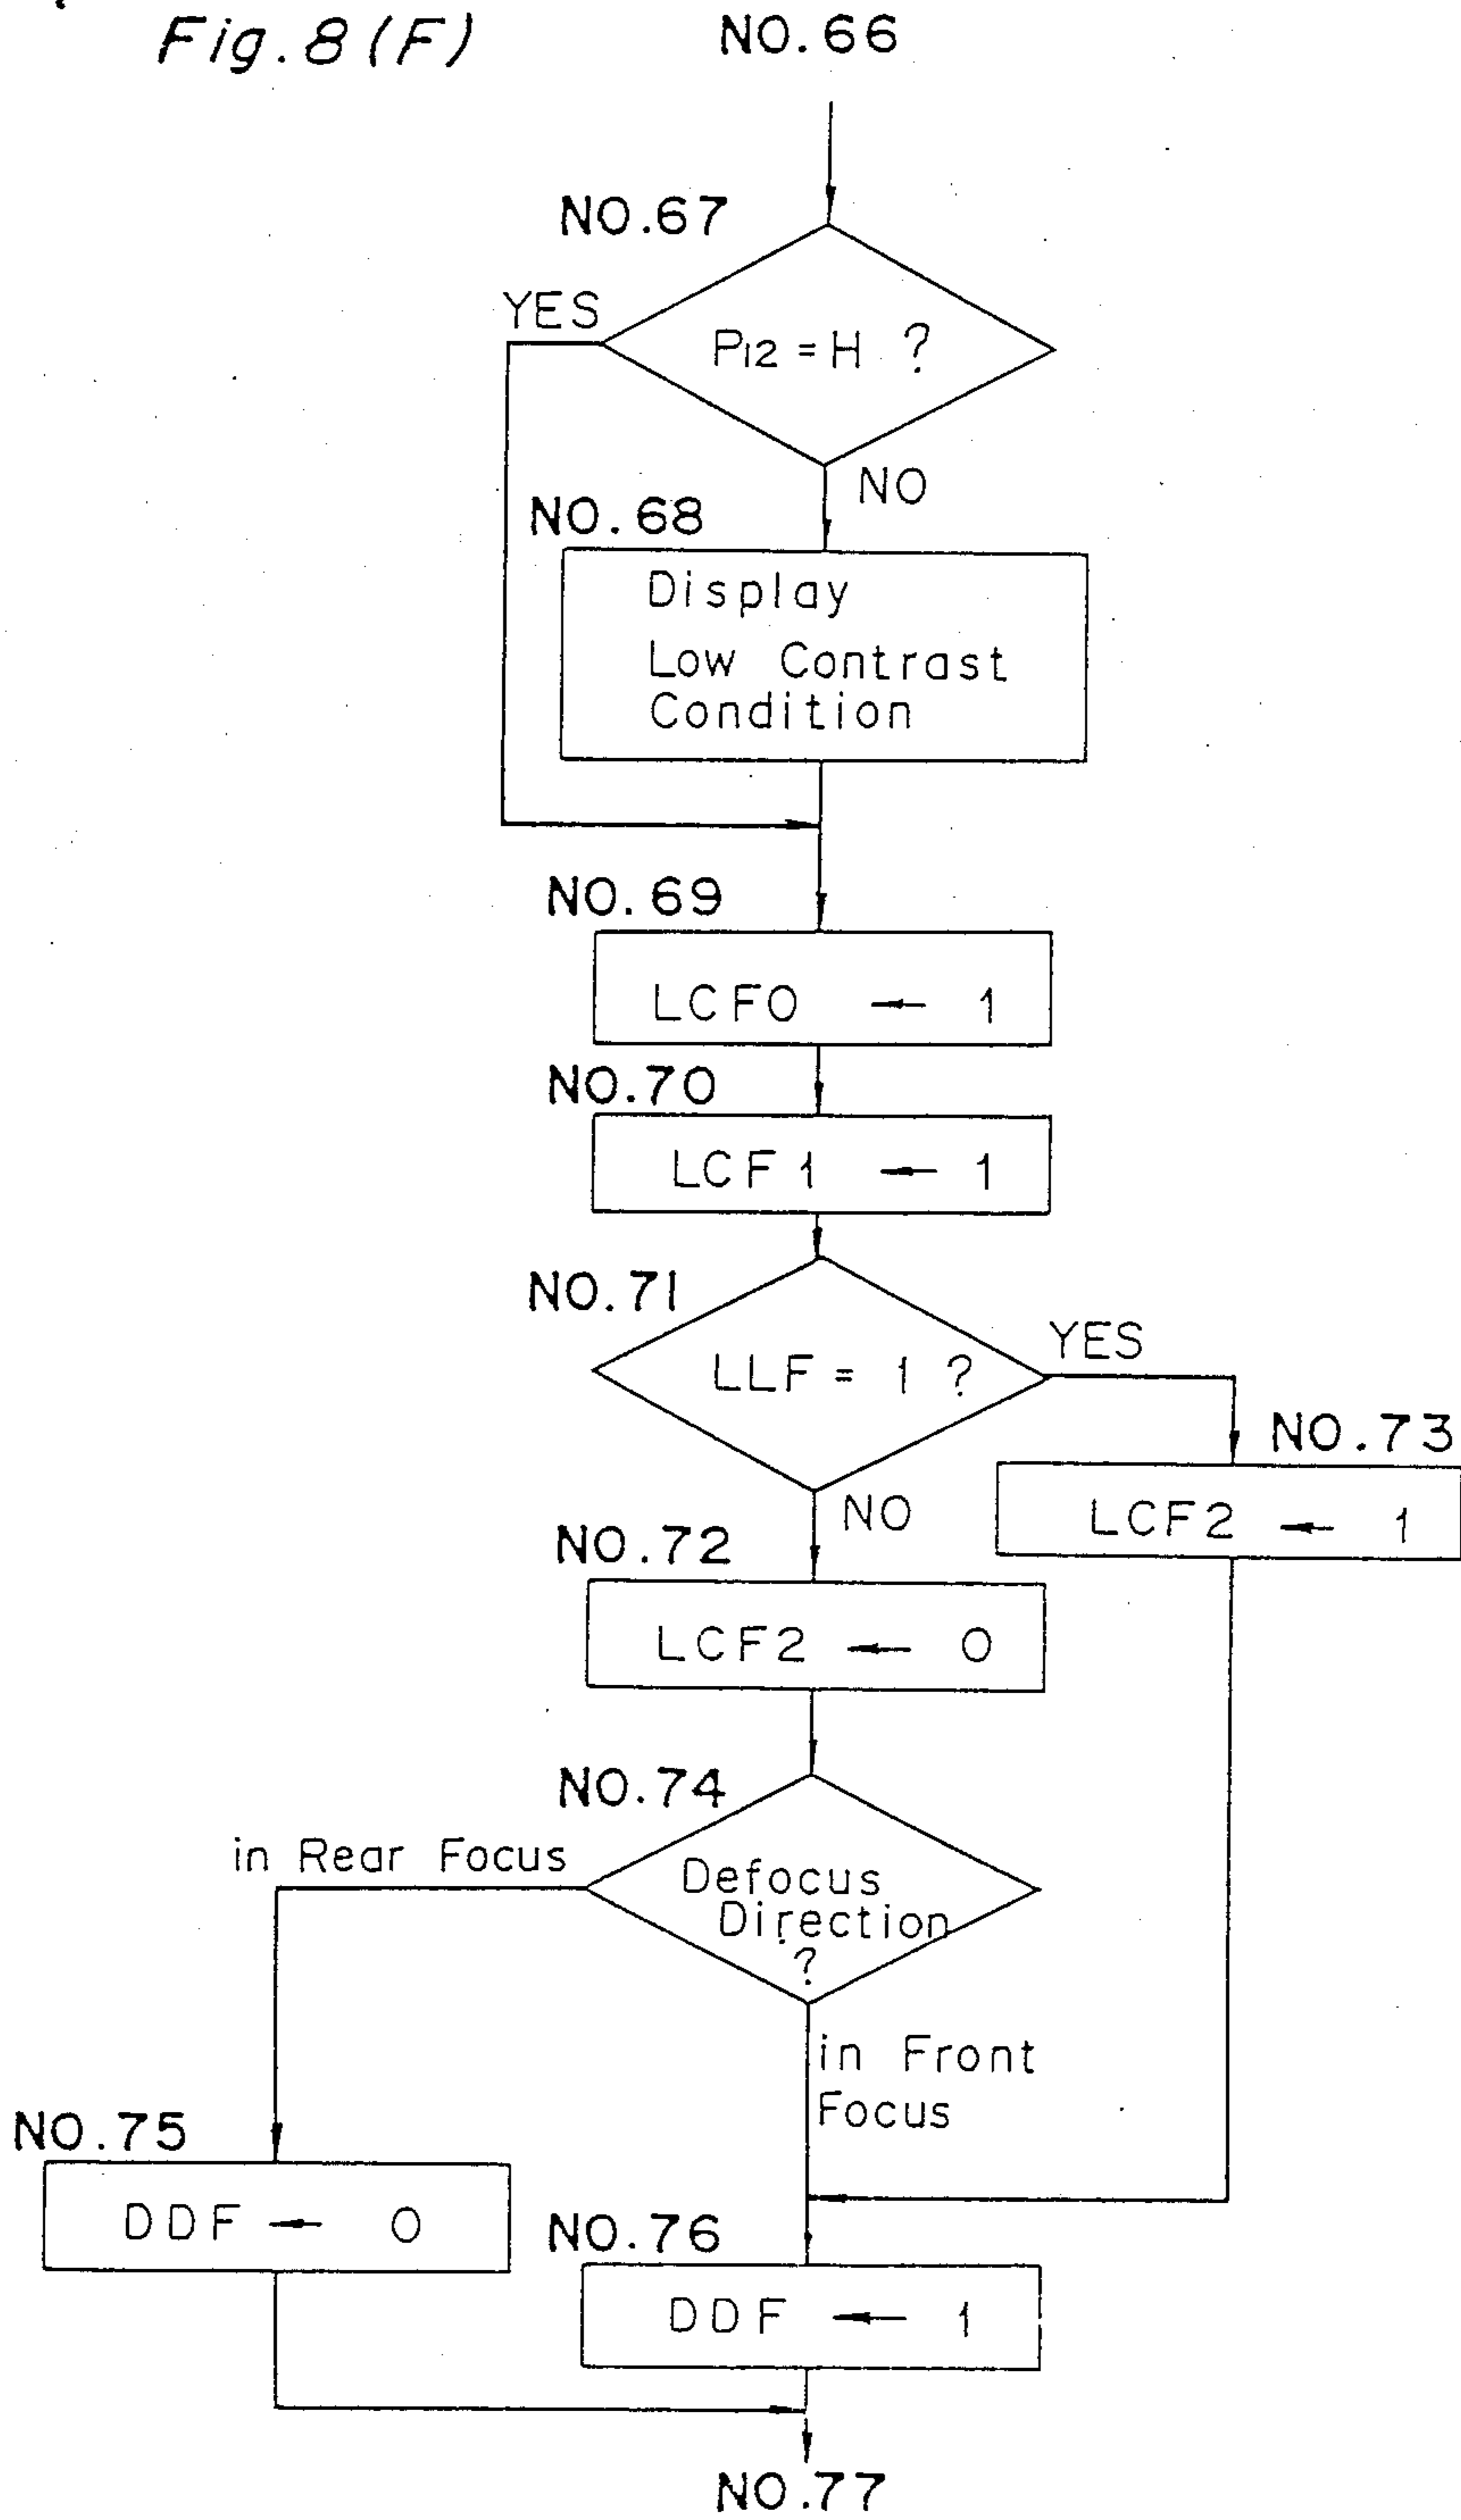 Fig. 8 (F)
NO.66
NO.67
YES
P12 = H ?
NO
NO.68
Display
Low Contrast
Condition
NO.69
LCF0 ← 1
NO.70
LCF1 ← 1
NO.71
LLF = 1 ?
YES
NO.73
LCF2 ← 1
NO
NO.72
LCF2 ← 0
NO.74
in Rear Focus
Defocus
Direction
?
in Front
Focus
NO.75
DDF ← 0
NO.76
DDF ← 1
NO.77